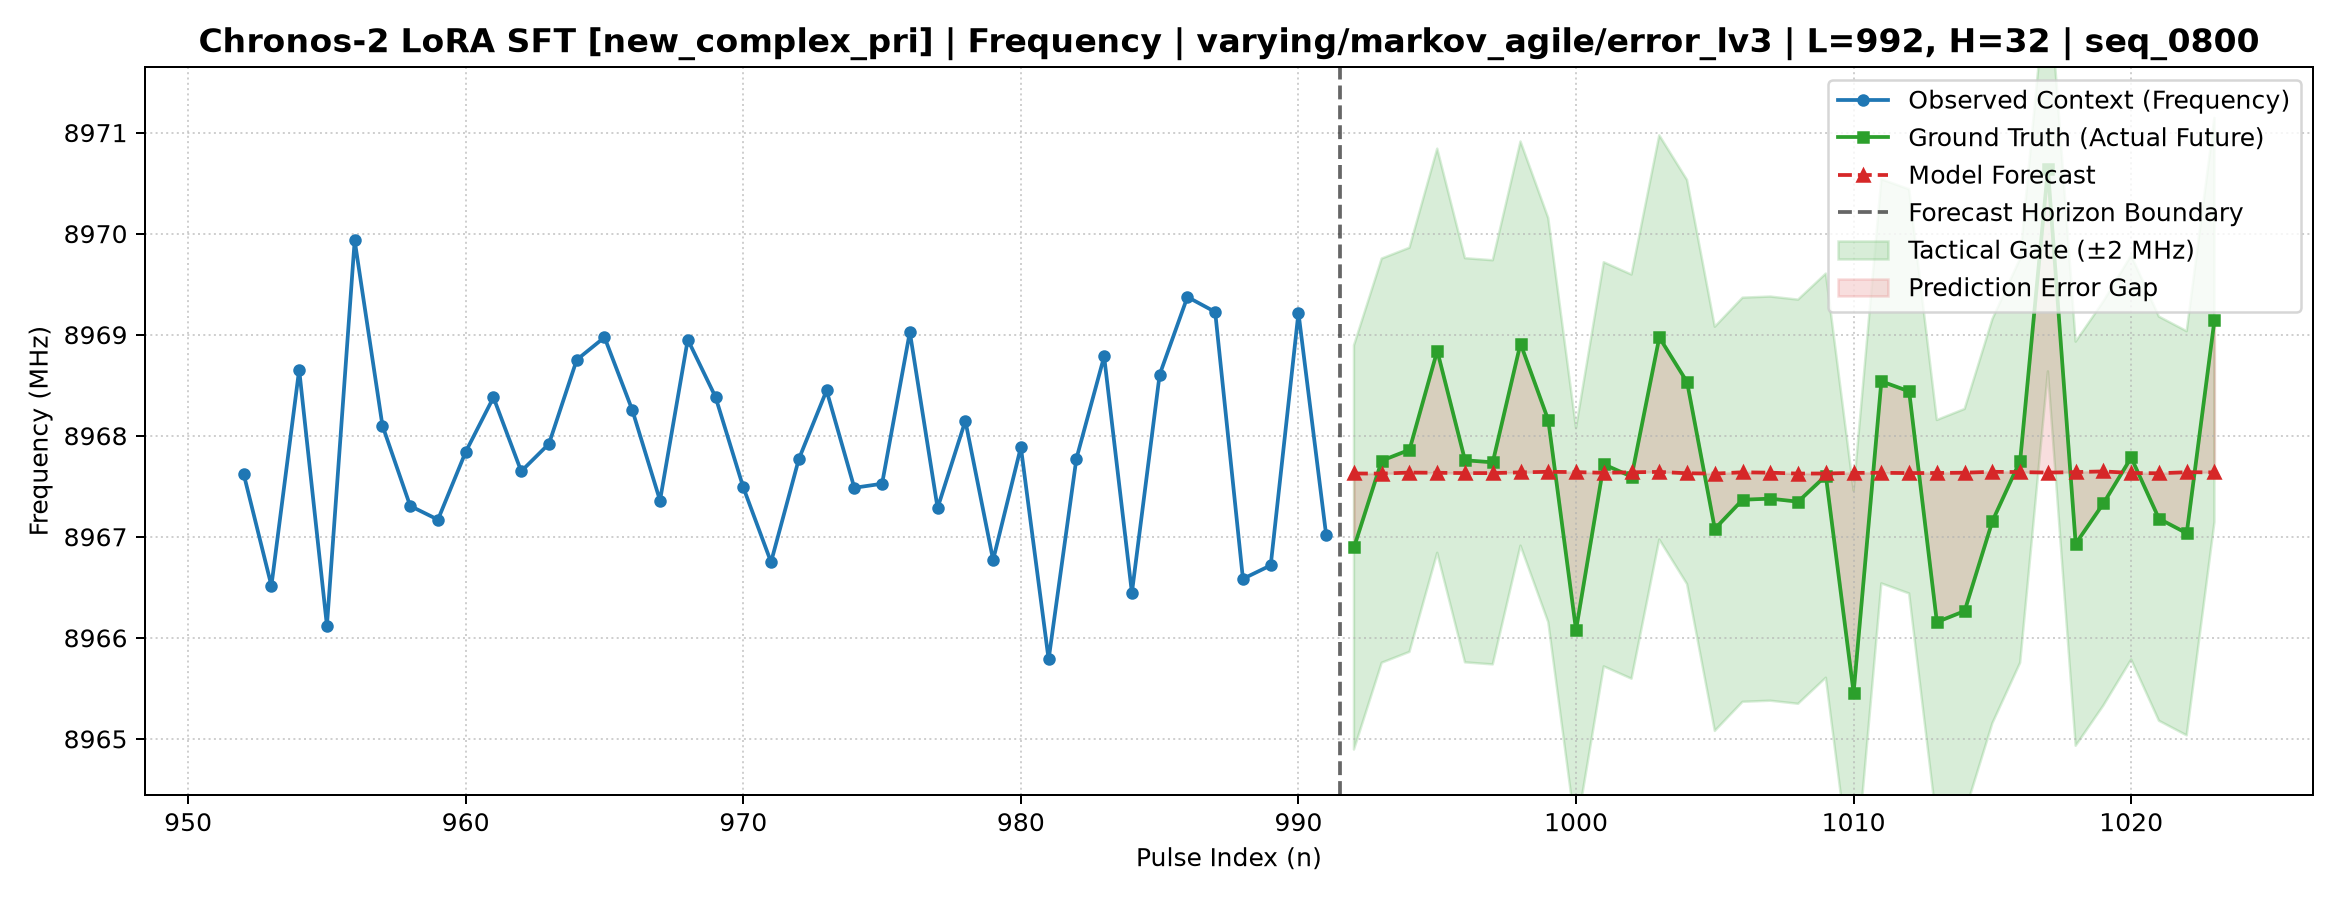 Chronos-2 LoRA SFT [new_complex_pri] | Frequency | varying/markov_agile/error_lv3 | L=992, H=32 | seq_0800
Observed Context (Frequency)
Ground Truth (Actual Future)
Model Forecast
Forecast Horizon Boundary
Tactical Gate (±2 MHz)
Prediction Error Gap
Frequency (MHz)
8971
8970
8969
8968
8967
8966
8965
950 960 970 980 990 1000 1010 1020
Pulse Index (n)